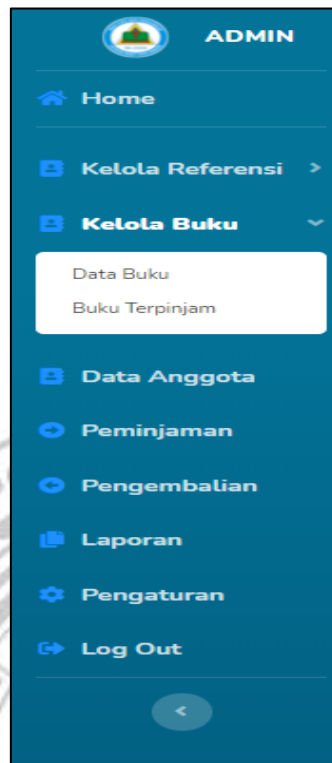 ADMIN
Home
Kelola Referensi
Kelola Buku
Data Buku
Buku Terpinjam
Data Anggota
Peminjaman
Pengembalian
Laporan
Pengaturan
Log Out